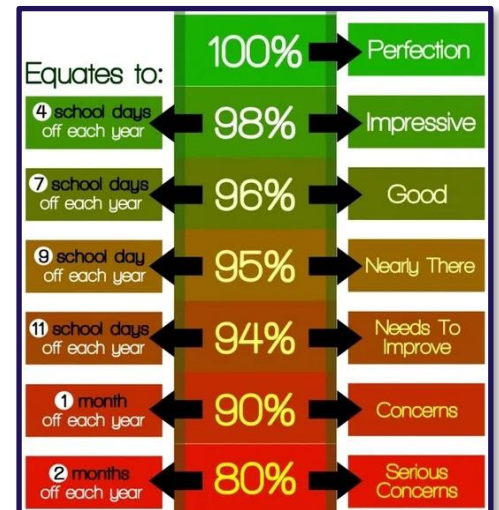 100%
Perfection
Equates to:
4 school days
off each year
98%
Impressive
7 school days
off each year
96%
Good
9 school day
off each year
95%
Nearly There
11 school days
off each year
94%
Needs To
Improve
1 month
off each year
90%
Concerns
2 months
off each year
80%
Serious
Concerns